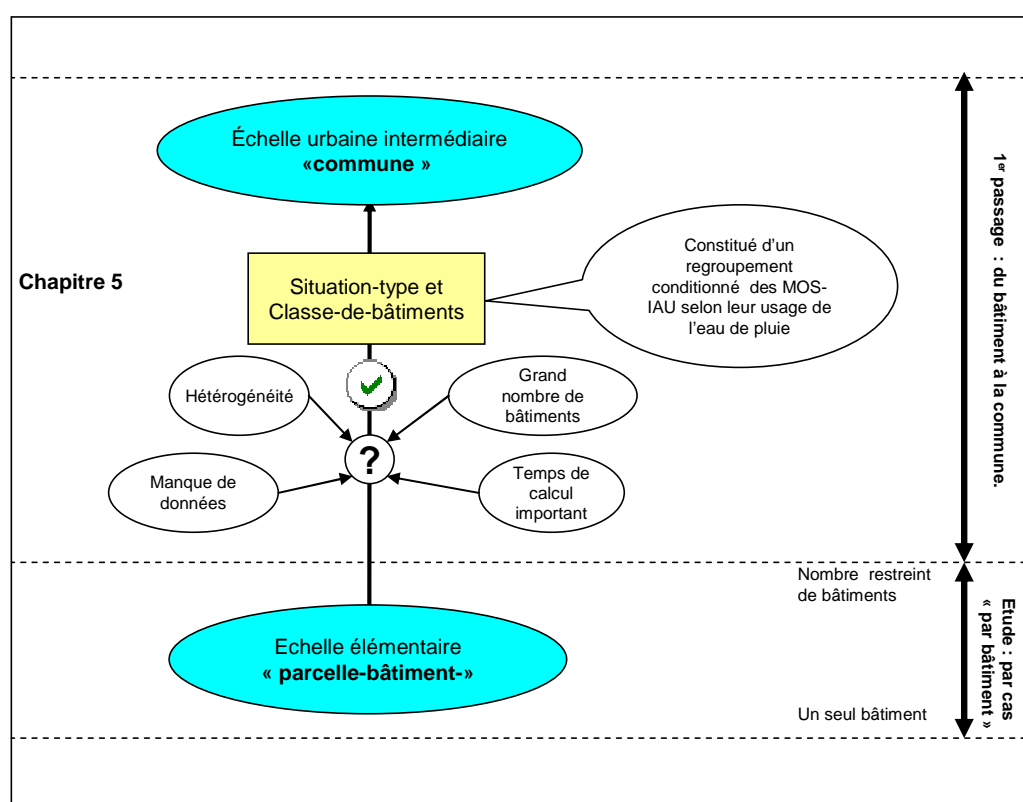 Échelle urbaine intermédiaire
«commune »
Chapitre 5
Situation-type et
Classe-de-bâtiments
Constitué d'un
regroupement
conditionné des MOS-
IAU selon leur usage de
l'eau de pluie
Hétérogénéité
Grand
nombre de
bâtiments
?
Manque de
données
Temps de
calcul
important
1er passage : du bâtiment à la commune.
Nombre restreint
de bâtiments
Echelle élémentaire
« parcelle-bâtiment-»
Un seul bâtiment
Etude : par cas
« par bâtiment »